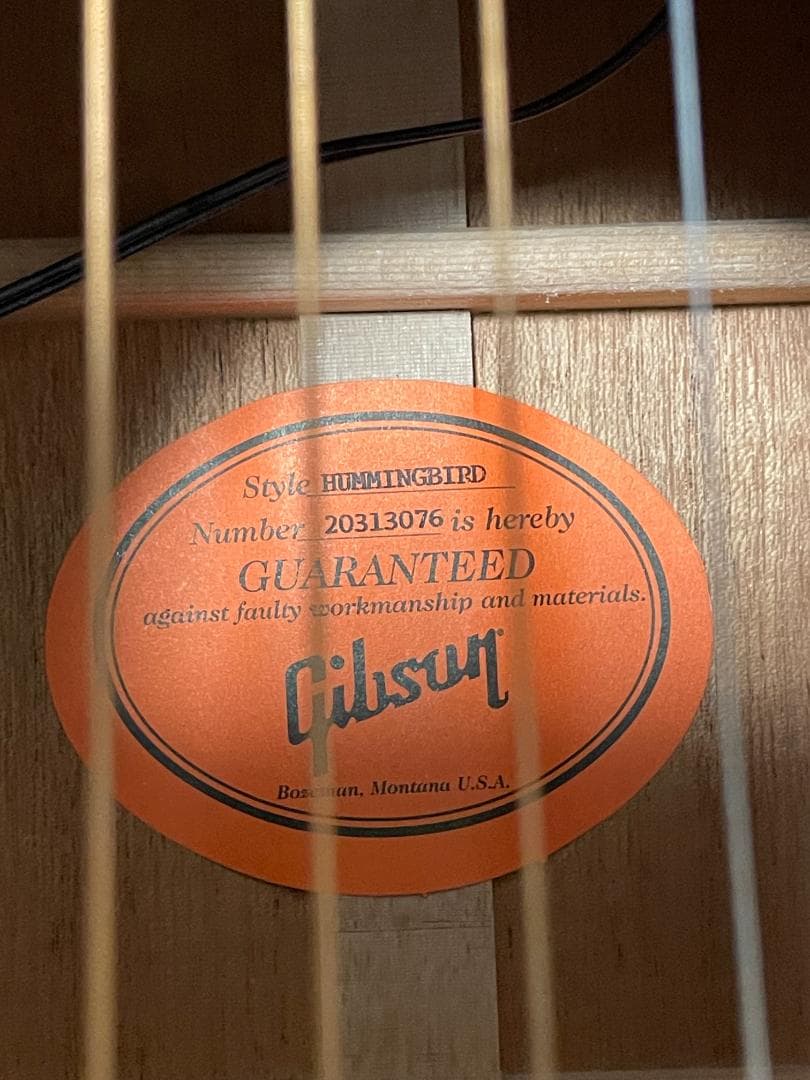 Style HUMMINGBIRD
Number 20313076 is hereby
GUARANTEED
against faulty workmanship and materials.
Gibson
Bozeman, Montana U.S.A.